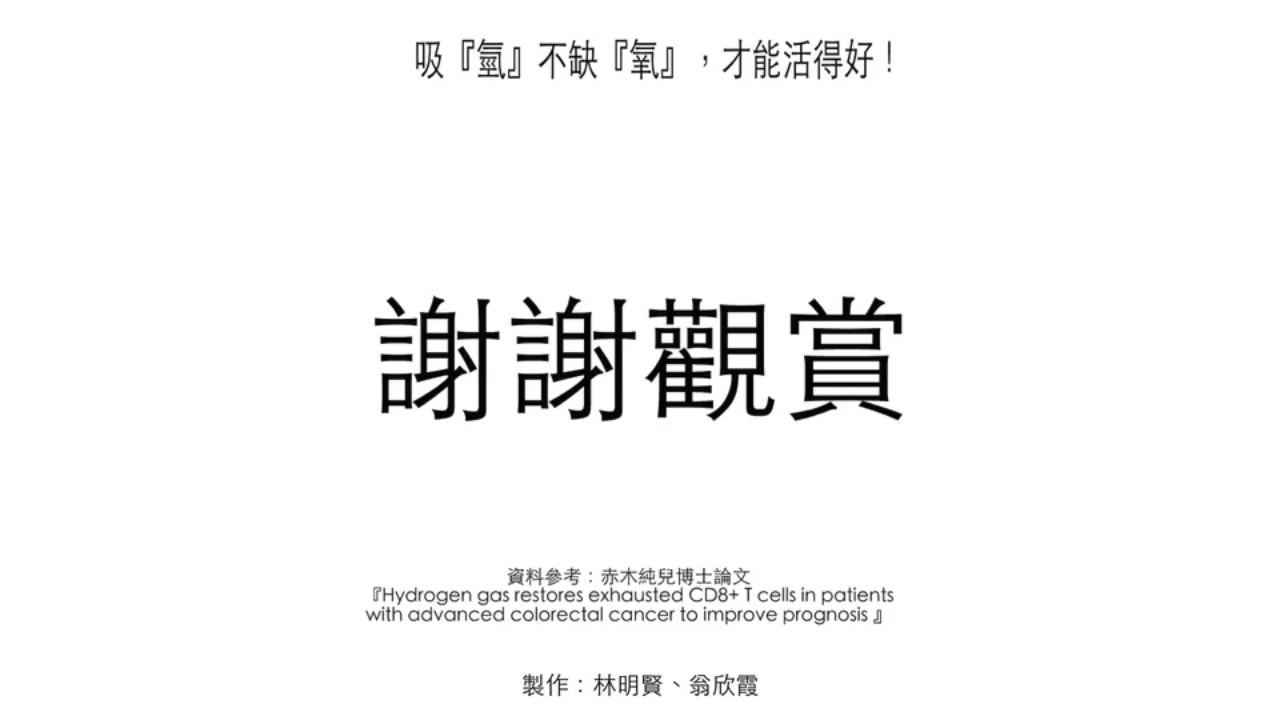 吸『氫』不缺『氧』，才能活得好！
謝謝觀賞
資料參考：赤木純兒博士論文
『Hydrogen gas restores exhausted CD8+ T cells in patients
with advanced colorectal cancer to improve prognosis 』
製作：林明賢、翁欣霞